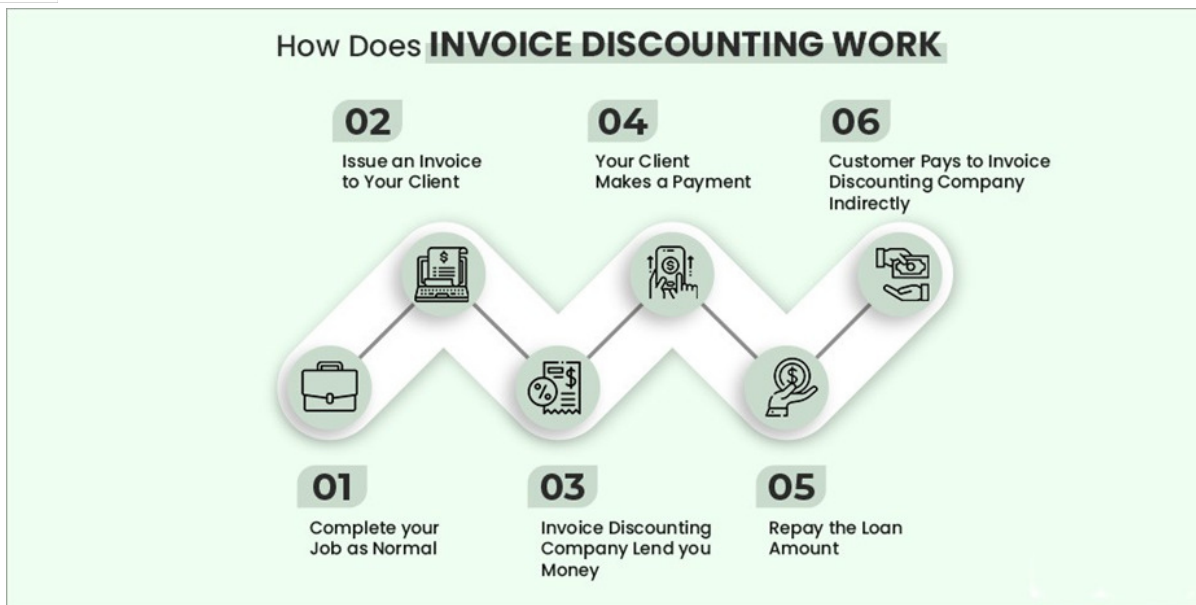 How Does INVOICE DISCOUNTING WORK
02
Issue an Invoice
to Your Client
04
Your Client
Makes a Payment
06
Customer Pays to Invoice
Discounting Company
Indirectly
$
$
$
%
$
01
Complete your
Job as Normal
03
Invoice Discounting
Company Lend you
Money
05
Repay the Loan
Amount